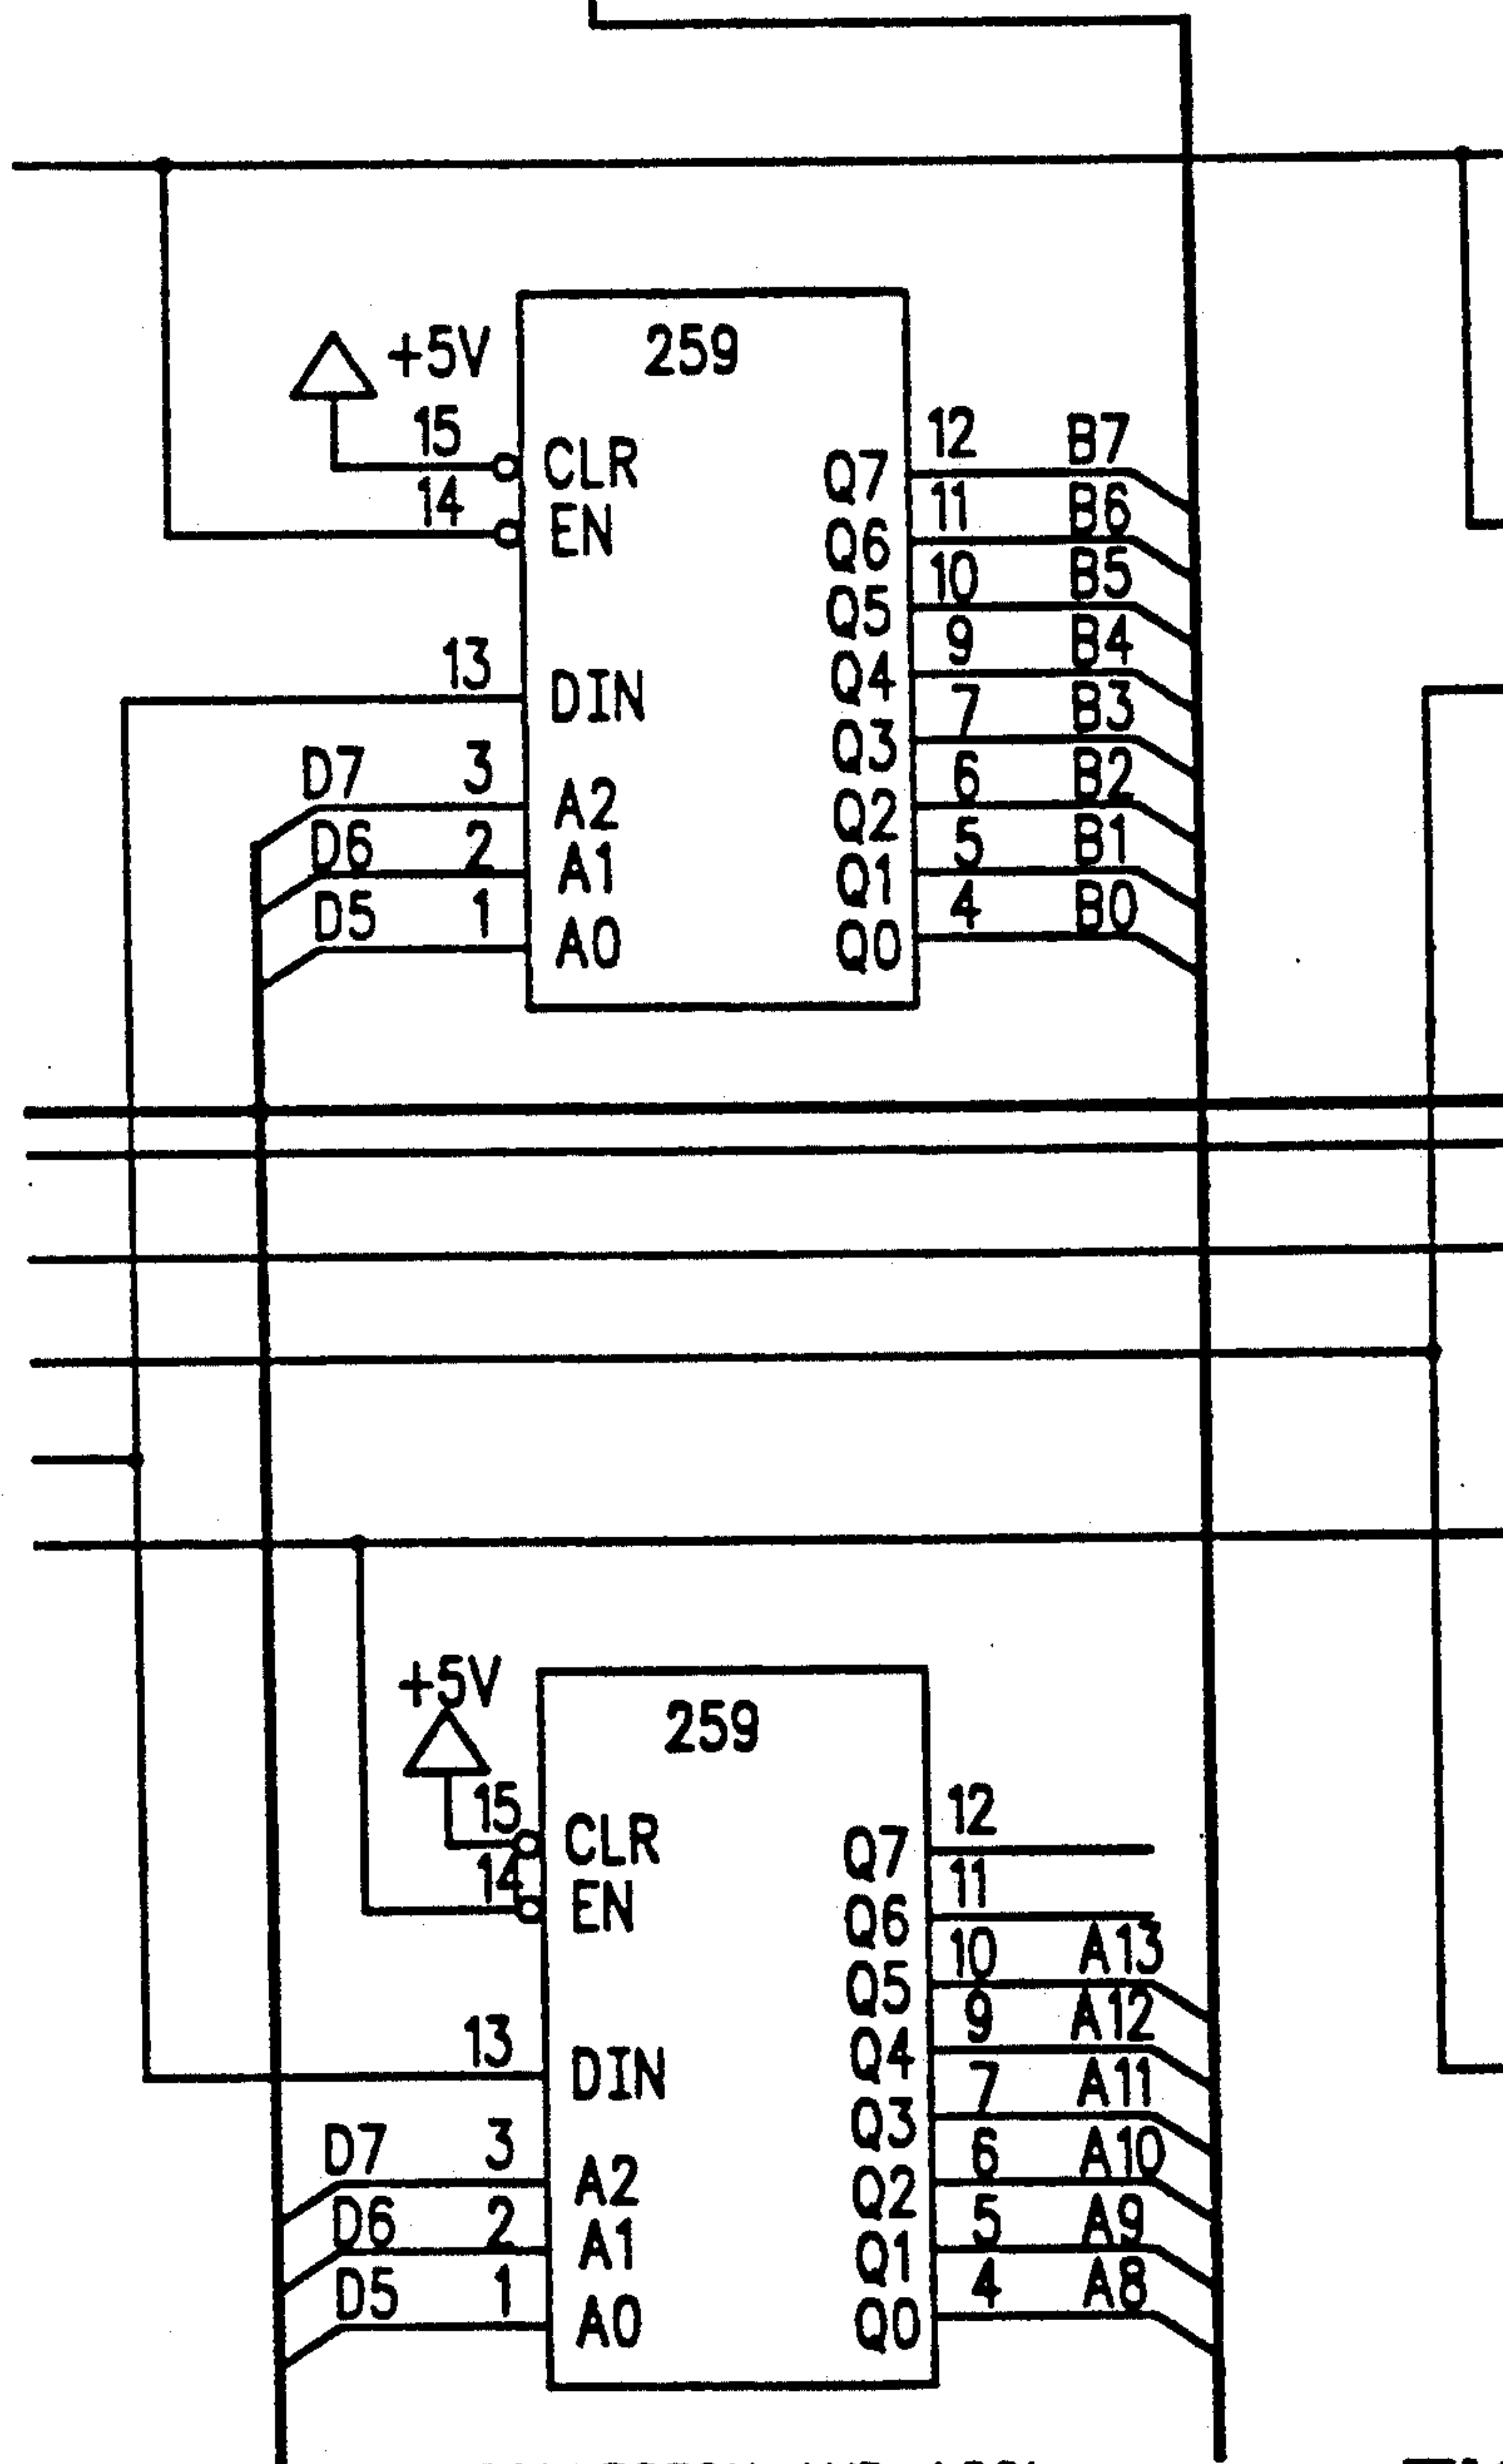 259
+5V
15
CLR
14
EN
13
DIN
D7 3 A2
D6 2 A1
D5 1 A0
Q7 12 B7
Q6 11 B6
Q5 10 B5
Q4 9 B4
Q3 7 B3
Q2 6 B2
Q1 5 B1
Q0 4 B0
+5V
259
15
CLR
14
EN
13
DIN
D7 3 A2
D6 2 A1
D5 1 A0
Q7 12
Q6 11
Q5 10 A13
Q4 9 A12
Q3 7 A11
Q2 6 A10
Q1 5 A9
Q0 4 A8